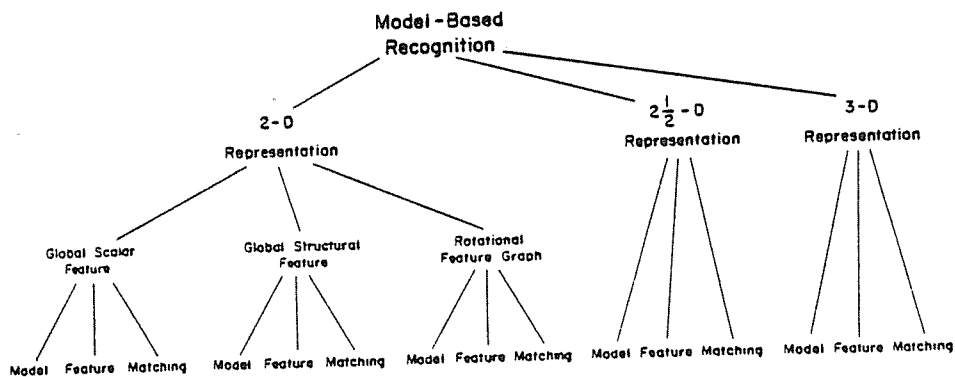 Model-Based
Recognition
2-D
Representation
2 1/2-D
Representation
3-D
Representation
Global Scalar
Feature
Global Structural
Feature
Rotational
Feature Graph
Model Feature Matching
Model Feature Matching
Model Feature Matching
Model Feature Matching
Model Feature Matching